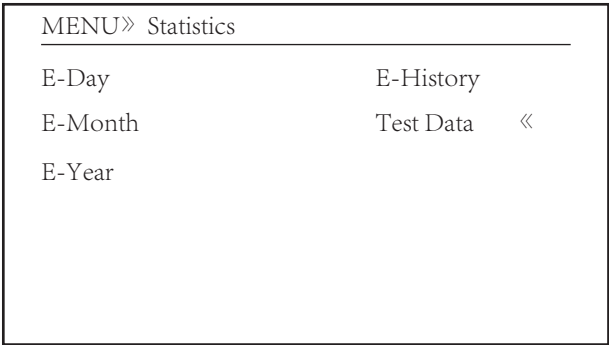 MENU》 Statistics
E-Day E-History
E-Month Test Data 《
E-Year